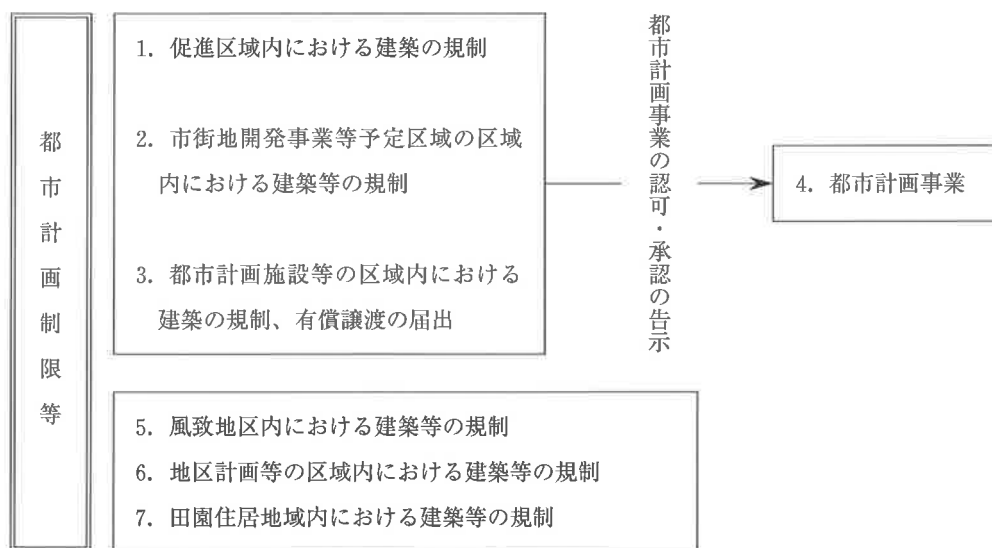 都市計画制限等
1. 促進区域内における建築の規制
2. 市街地開発事業等予定区域の区域
内における建築等の規制
3. 都市計画施設等の区域内における
建築の規制、有償譲渡の届出
都市計画事業の認可・承認の告示
4. 都市計画事業
5. 風致地区内における建築等の規制
6. 地区計画等の区域内における建築等の規制
7. 田園住居地域内における建築等の規制